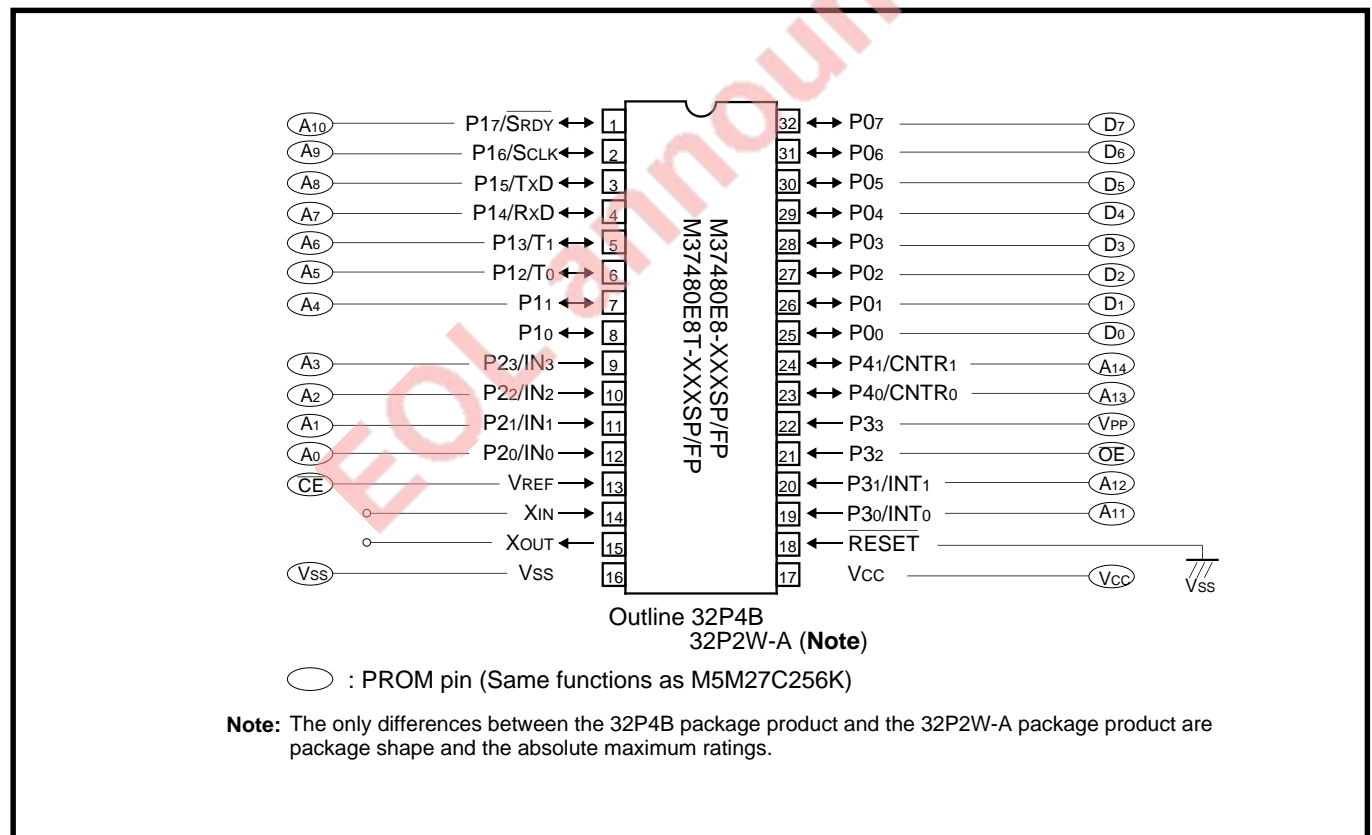 EOL announ
A10 P17/SRDY 1 32 P07 D7
A9 P16/SCLK 2 31 P06 D6
A8 P15/TXD 3 30 P05 D5
A7 P14/RXD 4 29 P04 D4
A6 P13/T1 5 28 P03 D3
A5 P12/T0 6 27 P02 D2
A4 P11 7 26 P01 D1
P10 8 25 P00 D0
A3 P23/IN3 9 24 P41/CNTR1 A14
A2 P22/IN2 10 23 P40/CNTR0 A13
A1 P21/IN1 11 22 P33 VPP
A0 P20/IN0 12 21 P32 OE
CE VREF 13 20 P31/INT1 A12
XIN 14 19 P30/INT0 A11
XOUT 15 18 RESET
VSS VSS 16 17 VCC VCC VSS
M37480E8-XXXSP/FP
M37480E8T-XXXSP/FP
Outline 32P4B
32P2W-A (Note)
: PROM pin (Same functions as M5M27C256K)
Note: The only differences between the 32P4B package product and the 32P2W-A package product are
package shape and the absolute maximum ratings.